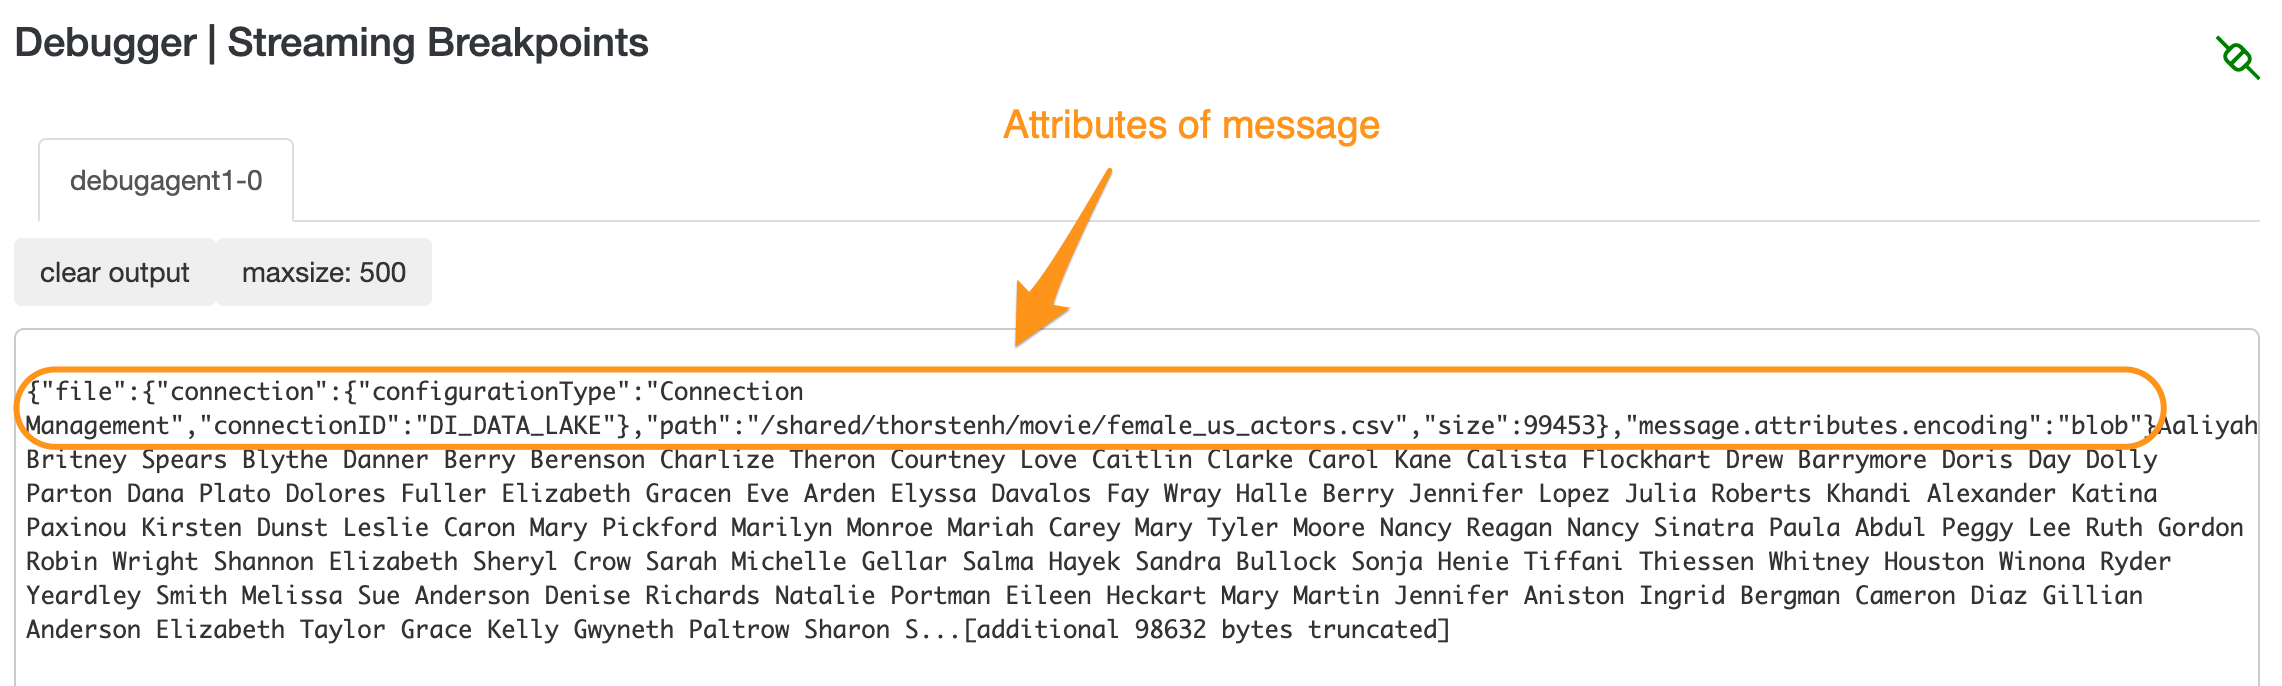 Debugger | Streaming Breakpoints
Attributes of message
debugagent1-0
clear output maxsize: 500
{"file":{"connection":{"configurationType":"Connection
Management","connectionID":"DI_DATA_LAKE"},"path":"/shared/thorstenh/movie/female_us_actors.csv","size":99453},"message.attributes.encoding":"blob"}Aaliyah
Britney Spears Blythe Danner Berry Berenson Charlize Theron Courtney Love Caitlin Clarke Carol Kane Calista Flockhart Drew Barrymore Doris Day Dolly
Parton Dana Plato Dolores Fuller Elizabeth Gracen Eve Arden Elyssa Davalos Fay Wray Halle Berry Jennifer Lopez Julia Roberts Khandi Alexander Katina
Paxinou Kirsten Dunst Leslie Caron Mary Pickford Marilyn Monroe Mariah Carey Mary Tyler Moore Nancy Reagan Nancy Sinatra Paula Abdul Peggy Lee Ruth Gordon
Robin Wright Shannon Elizabeth Sheryl Crow Sarah Michelle Gellar Salma Hayek Sandra Bullock Sonja Henie Tiffani Thiessen Whitney Houston Winona Ryder
Yeardley Smith Melissa Sue Anderson Denise Richards Natalie Portman Eileen Heckart Mary Martin Jennifer Aniston Ingrid Bergman Cameron Diaz Gillian
Anderson Elizabeth Taylor Grace Kelly Gwyneth Paltrow Sharon S...[additional 98632 bytes truncated]